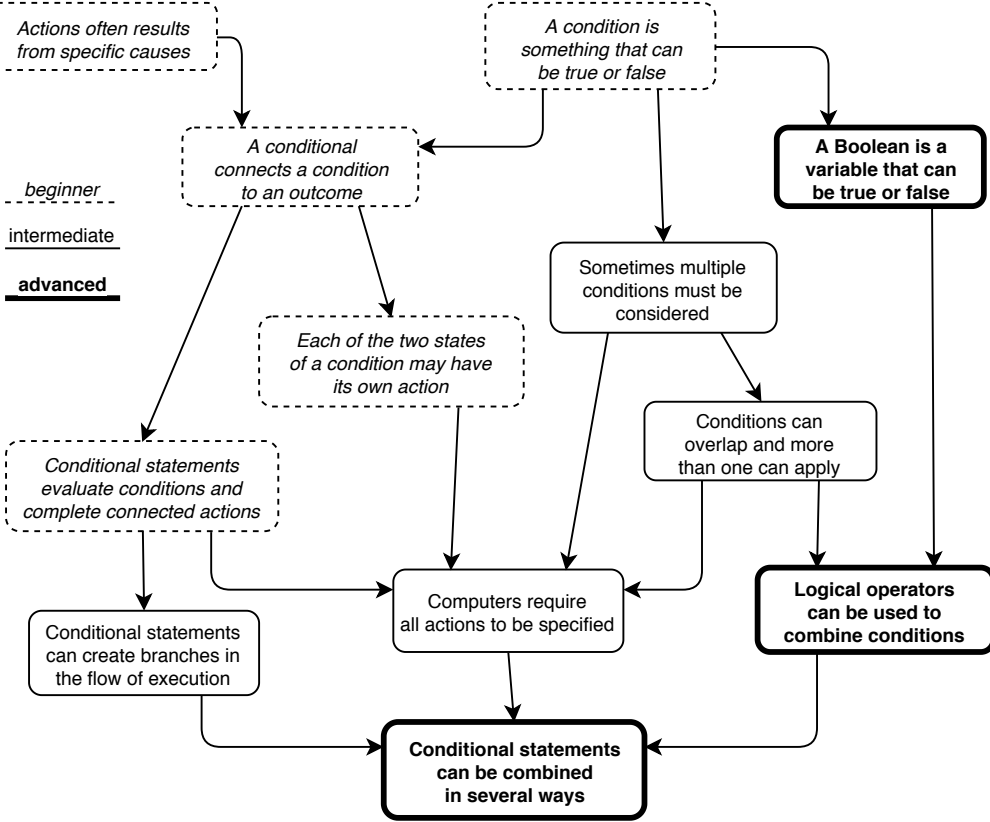 Actions often results
from specific causes
A condition is
something that can
be true or false
A conditional
connects a condition
to an outcome
A Boolean is a
variable that can
be true or false
beginner
intermediate
advanced
Sometimes multiple
conditions must be
considered
Each of the two states
of a condition may have
its own action
Conditions can
overlap and more
than one can apply
Conditional statements
evaluate conditions and
complete connected actions
Computers require
all actions to be specified
Logical operators
can be used to
combine conditions
Conditional statements
can create branches in
the flow of execution
Conditional statements
can be combined
in several ways